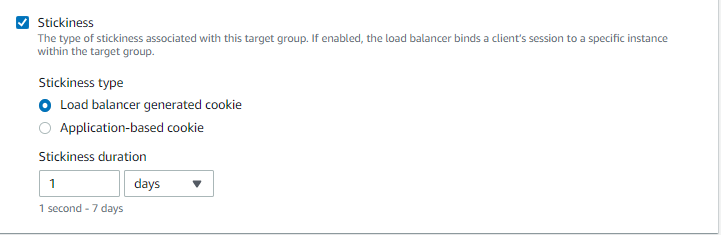 Stickiness
The type of stickiness associated with this target group. If enabled, the load balancer binds a client's session to a specific instance
within the target group.
Stickiness type
Load balancer generated cookie
Application-based cookie
Stickiness duration
1 days
1 second - 7 days